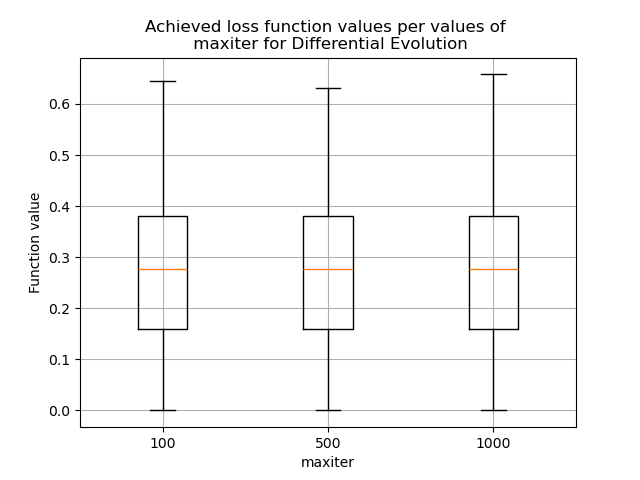 Achieved loss function values per values of
maxiter for Differential Evolution
Function value
0.6
0.5
0.4
0.3
0.2
0.1
0.0
100 500 1000
maxiter